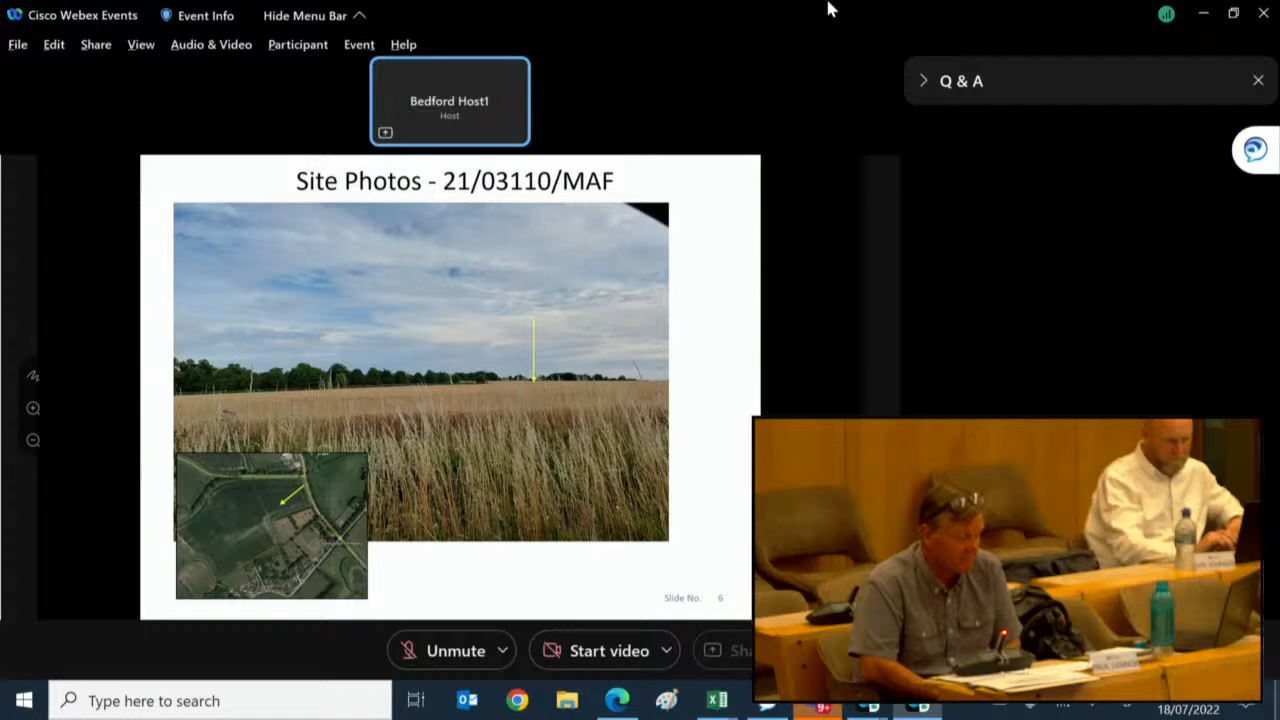 Cisco Webex Events
Event Info
Hide Menu Bar
File Edit Share View Audio & Video Participant Event Help
Bedford Host1
Host
Q & A
Site Photos - 21/03110/MAF
Slide No. 6
Unmute
Start video
Sha
Type here to search
9+
18/07/2022